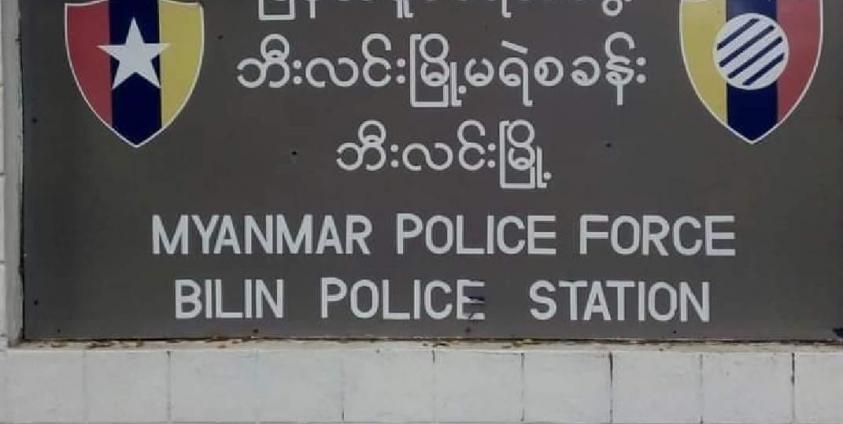 ဘီးလင်းမြို့မရဲစခန်း
ဘီးလင်းမြို့
MYANMAR POLICE FORCE
BILIN POLICE STATION